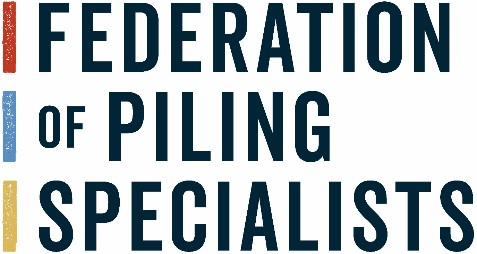 FEDERATION
OF PILING
SPECIALISTS